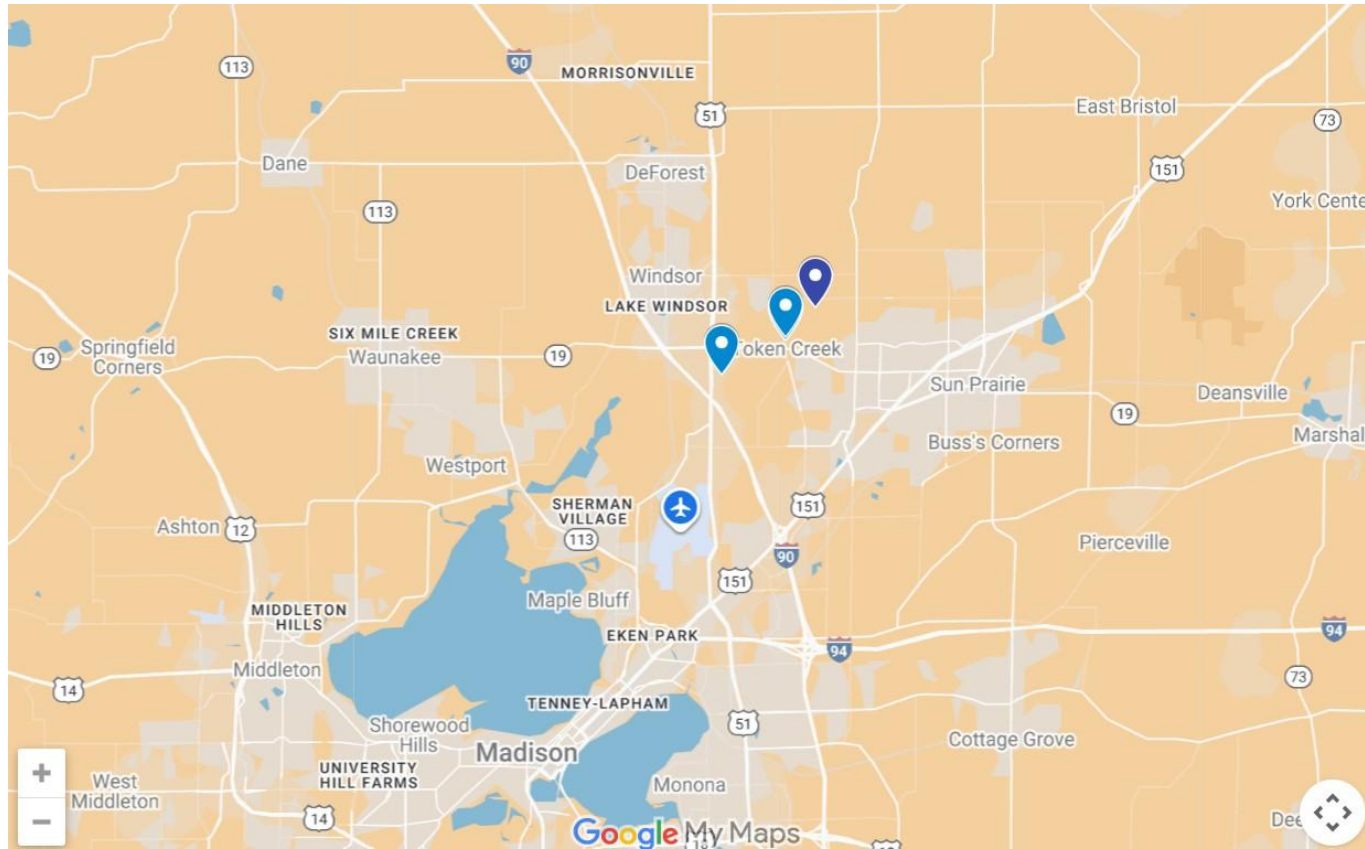 113
90
MORRISONVILLE
51
East Bristol
73
Dane
DeForest
151
113
York Cente
Windsor
LAKE WINDSOR
SIX MILE CREEK
Waunakee
19
19
Springfield
Corners
Token Creek
Sun Prairie
Deansville
19
Marshal
Buss's Corners
Westport
SHERMAN
VILLAGE
113
151
Ashton
12
90
Pierceville
151
Maple Bluff
MIDDLETON
HILLS
EKEN PARK
94
94
Middleton
14
73
TENNEY-LAPHAM
Shorewood
Hills
51
Madison
Cottage Grove
UNIVERSITY
HILL FARMS
West
Middleton
Monona
14
Google My Maps
Dee
+
−